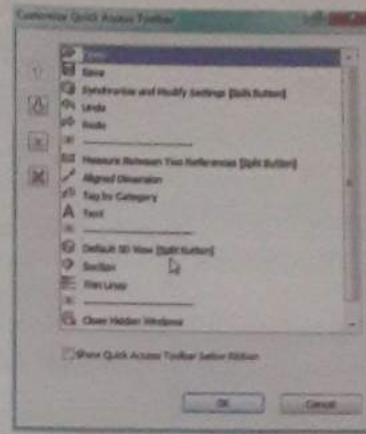 Customize Quick Access Toolbar
Open
Save
Synchronize and Modify Settings [Split Button]
Undo
Redo
Measure Between Two References [Split Button]
Aligned Dimension
Tag by Category
Text
Default 3D View [Split Button]
Section
Thin Lines
Close Hidden Windows
Show Quick Access Toolbar below Ribbon
OK
Cancel